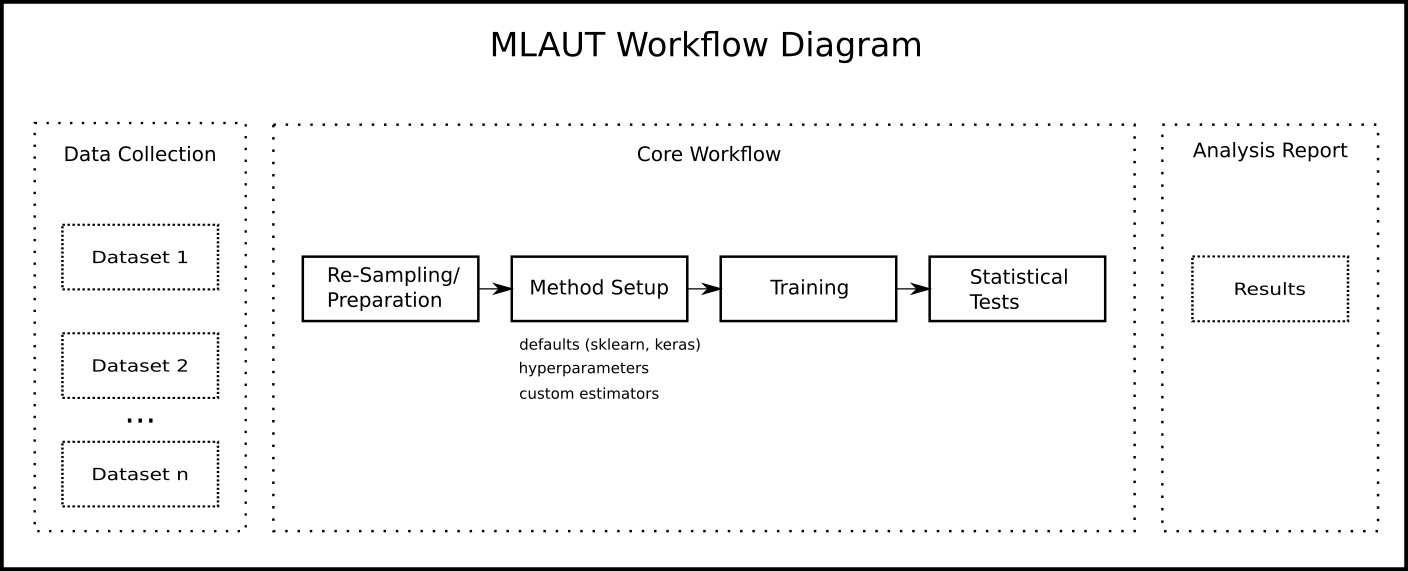 MLAUT Workflow Diagram
Data Collection
Dataset 1
Dataset 2
...
Dataset n
Core Workflow
Re-Sampling/
Preparation
Method Setup
defaults (sklearn, keras)
hyperparameters
custom estimators
Training
Statistical
Tests
Analysis Report
Results